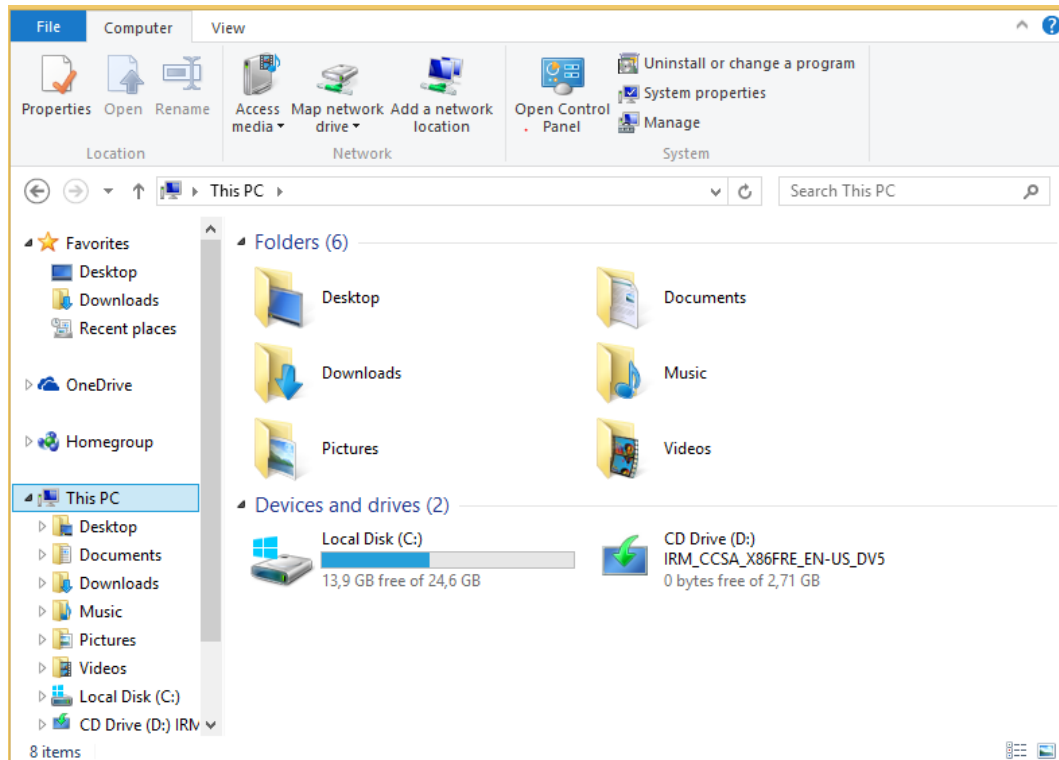 File Computer View
Properties Open Rename
Access media Map network drive Add a network location
Open Control Panel
Uninstall or change a program
System properties
Manage
Location Network System
This PC
Search This PC
Favorites
Desktop
Downloads
Recent places
OneDrive
Homegroup
This PC
Desktop
Documents
Downloads
Music
Pictures
Videos
Local Disk (C:)
CD Drive (D:) IRM
Folders (6)
Desktop Documents
Downloads Music
Pictures Videos
Devices and drives (2)
Local Disk (C:)
13,9 GB free of 24,6 GB
CD Drive (D:)
IRM_CCSA_X86FRE_EN-US_DV5
0 bytes free of 2,71 GB
8 items